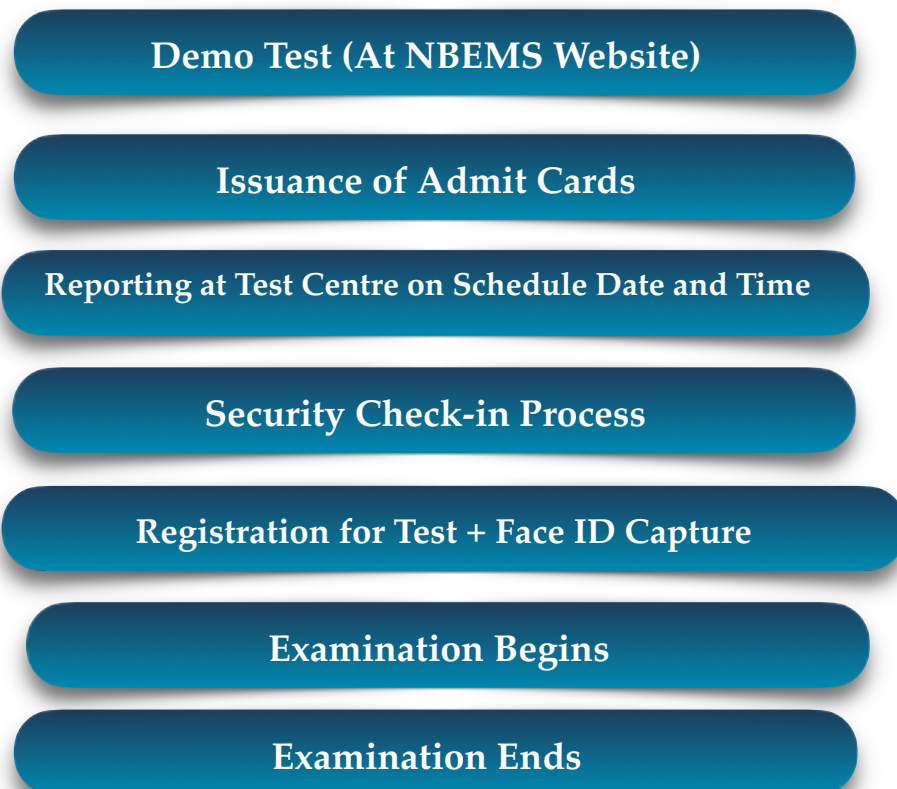 Demo Test (At NBEMS Website)
Issuance of Admit Cards
Reporting at Test Centre on Schedule Date and Time
Security Check-in Process
Registration for Test + Face ID Capture
Examination Begins
Examination Ends